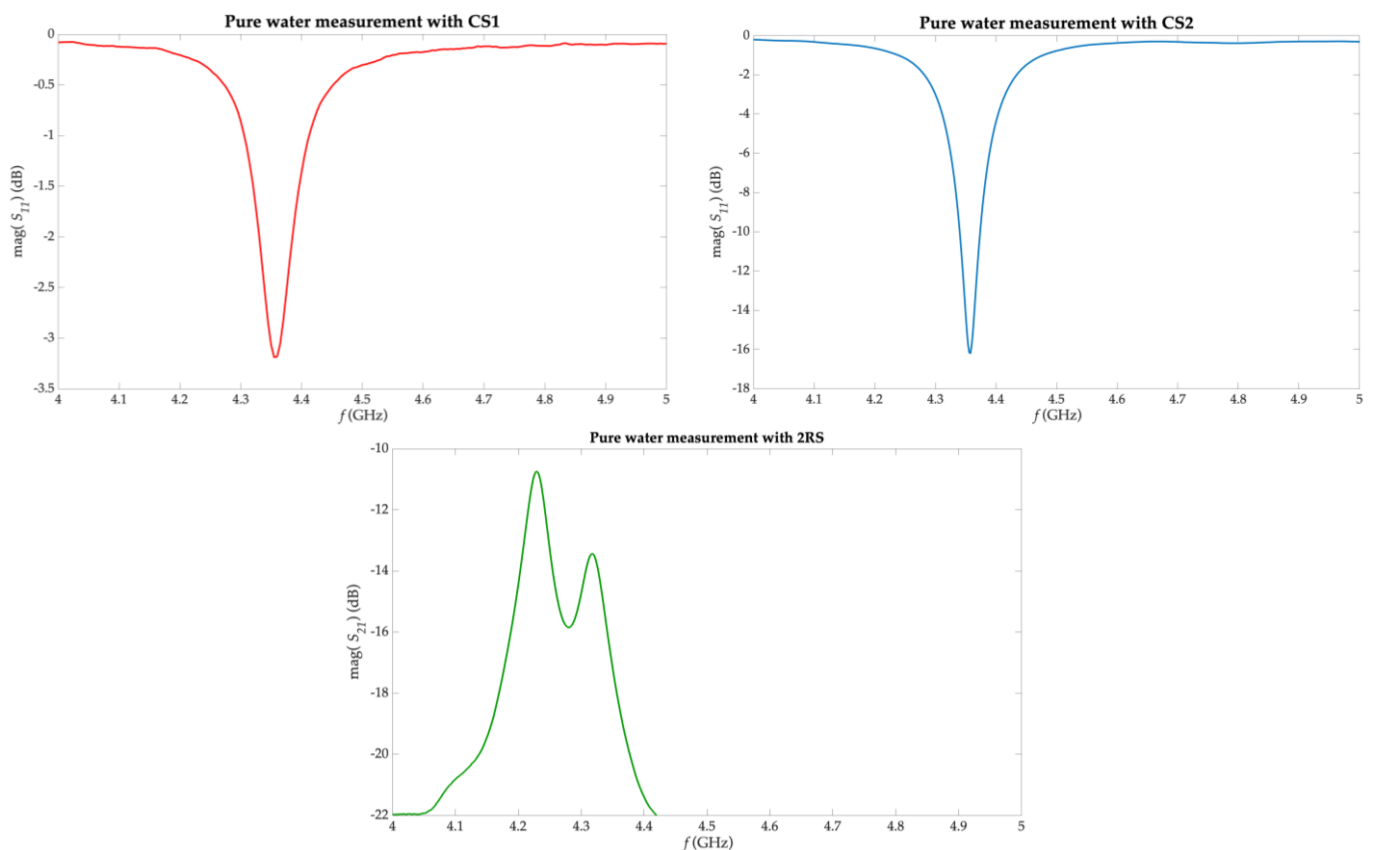 Pure water measurement with CS1
0
-0.5
-1
-1.5
-2
-2.5
-3
-3.5
mag( S11) (dB)
4 4.1 4.2 4.3 4.4 4.5 4.6 4.7 4.8 4.9 5
f (GHz)
Pure water measurement with CS2
0
-2
-4
-6
-8
-10
-12
-14
-16
-18
mag( S11) (dB)
4 4.1 4.2 4.3 4.4 4.5 4.6 4.7 4.8 4.9 5
f (GHz)
Pure water measurement with 2RS
-10
-12
-14
-16
-18
-20
-22
mag( S21) (dB)
4 4.1 4.2 4.3 4.4 4.5 4.6 4.7 4.8 4.9 5
f (GHz)